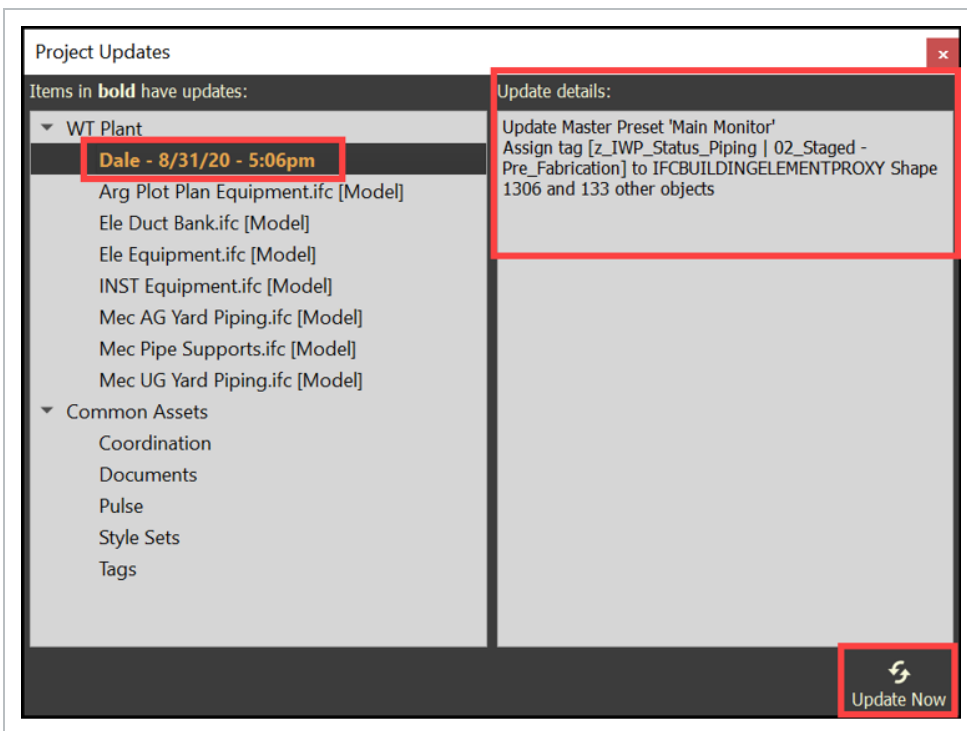 Project Updates
x
Items in bold have updates:
WT Plant
Dale - 8/31/20 - 5:06pm
Arg Plot Plan Equipment.ifc [Model]
Ele Duct Bank.ifc [Model]
Ele Equipment.ifc [Model]
INST Equipment.ifc [Model]
Mec AG Yard Piping.ifc [Model]
Mec Pipe Supports.ifc [Model]
Mec UG Yard Piping.ifc [Model]
Common Assets
Coordination
Documents
Pulse
Style Sets
Tags
Update details:
Update Master Preset 'Main Monitor'
Assign tag [z_IWP_Status_Piping | 02_Staged -
Pre_Fabrication] to IFCBUILDINGELEMENTPROXY Shape
1306 and 133 other objects
Update Now